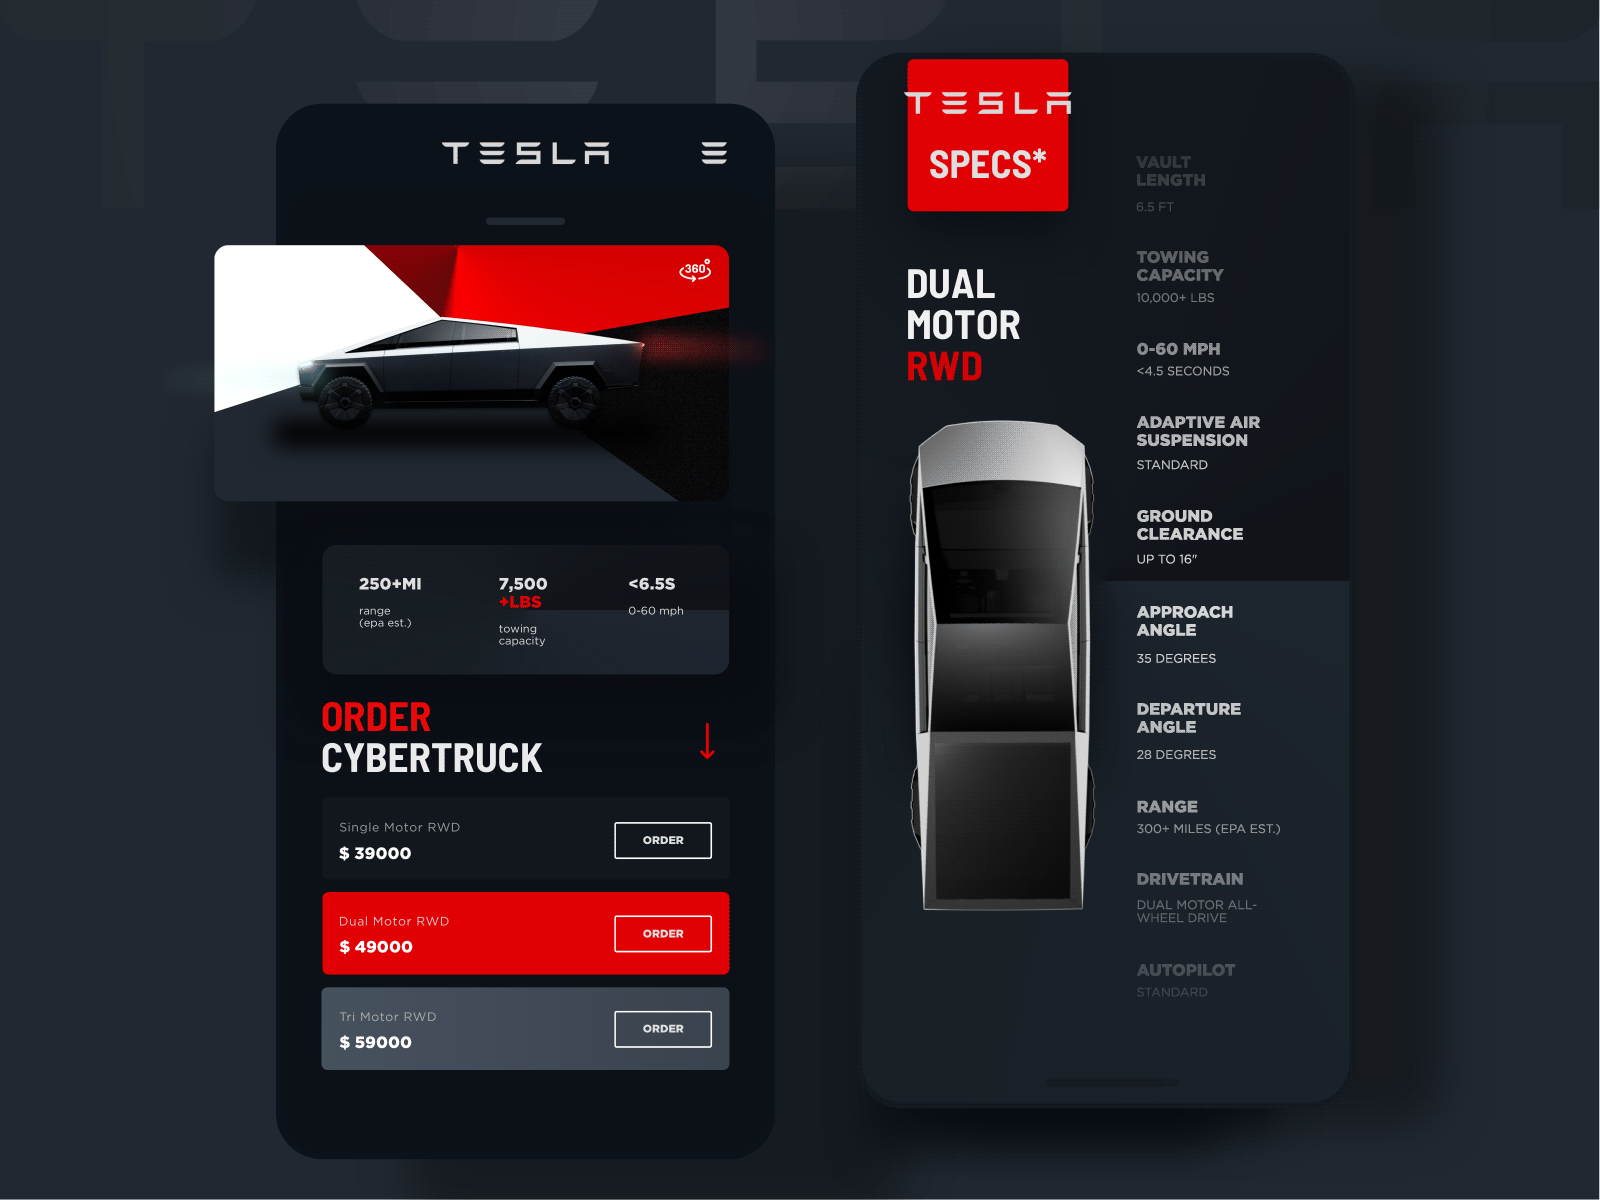 TESLA
360°
250+MI
range
(epa est.)
7,500
+LBS
towing
capacity
<6.5S
0-60 mph
ORDER
CYBERTRUCK
Single Motor RWD
$ 39000
ORDER
Dual Motor RWD
$ 49000
ORDER
Tri Motor RWD
$ 59000
ORDER
TESLA
SPECS*
DUAL
MOTOR
RWD
VAULT
LENGTH
6.5 FT
TOWING
CAPACITY
10,000+ LBS
0-60 MPH
<4.5 SECONDS
ADAPTIVE AIR
SUSPENSION
STANDARD
GROUND
CLEARANCE
UP TO 16"
APPROACH
ANGLE
35 DEGREES
DEPARTURE
ANGLE
28 DEGREES
RANGE
300+ MILES (EPA EST.)
DRIVETRAIN
DUAL MOTOR ALL-
WHEEL DRIVE
AUTOPILOT
STANDARD